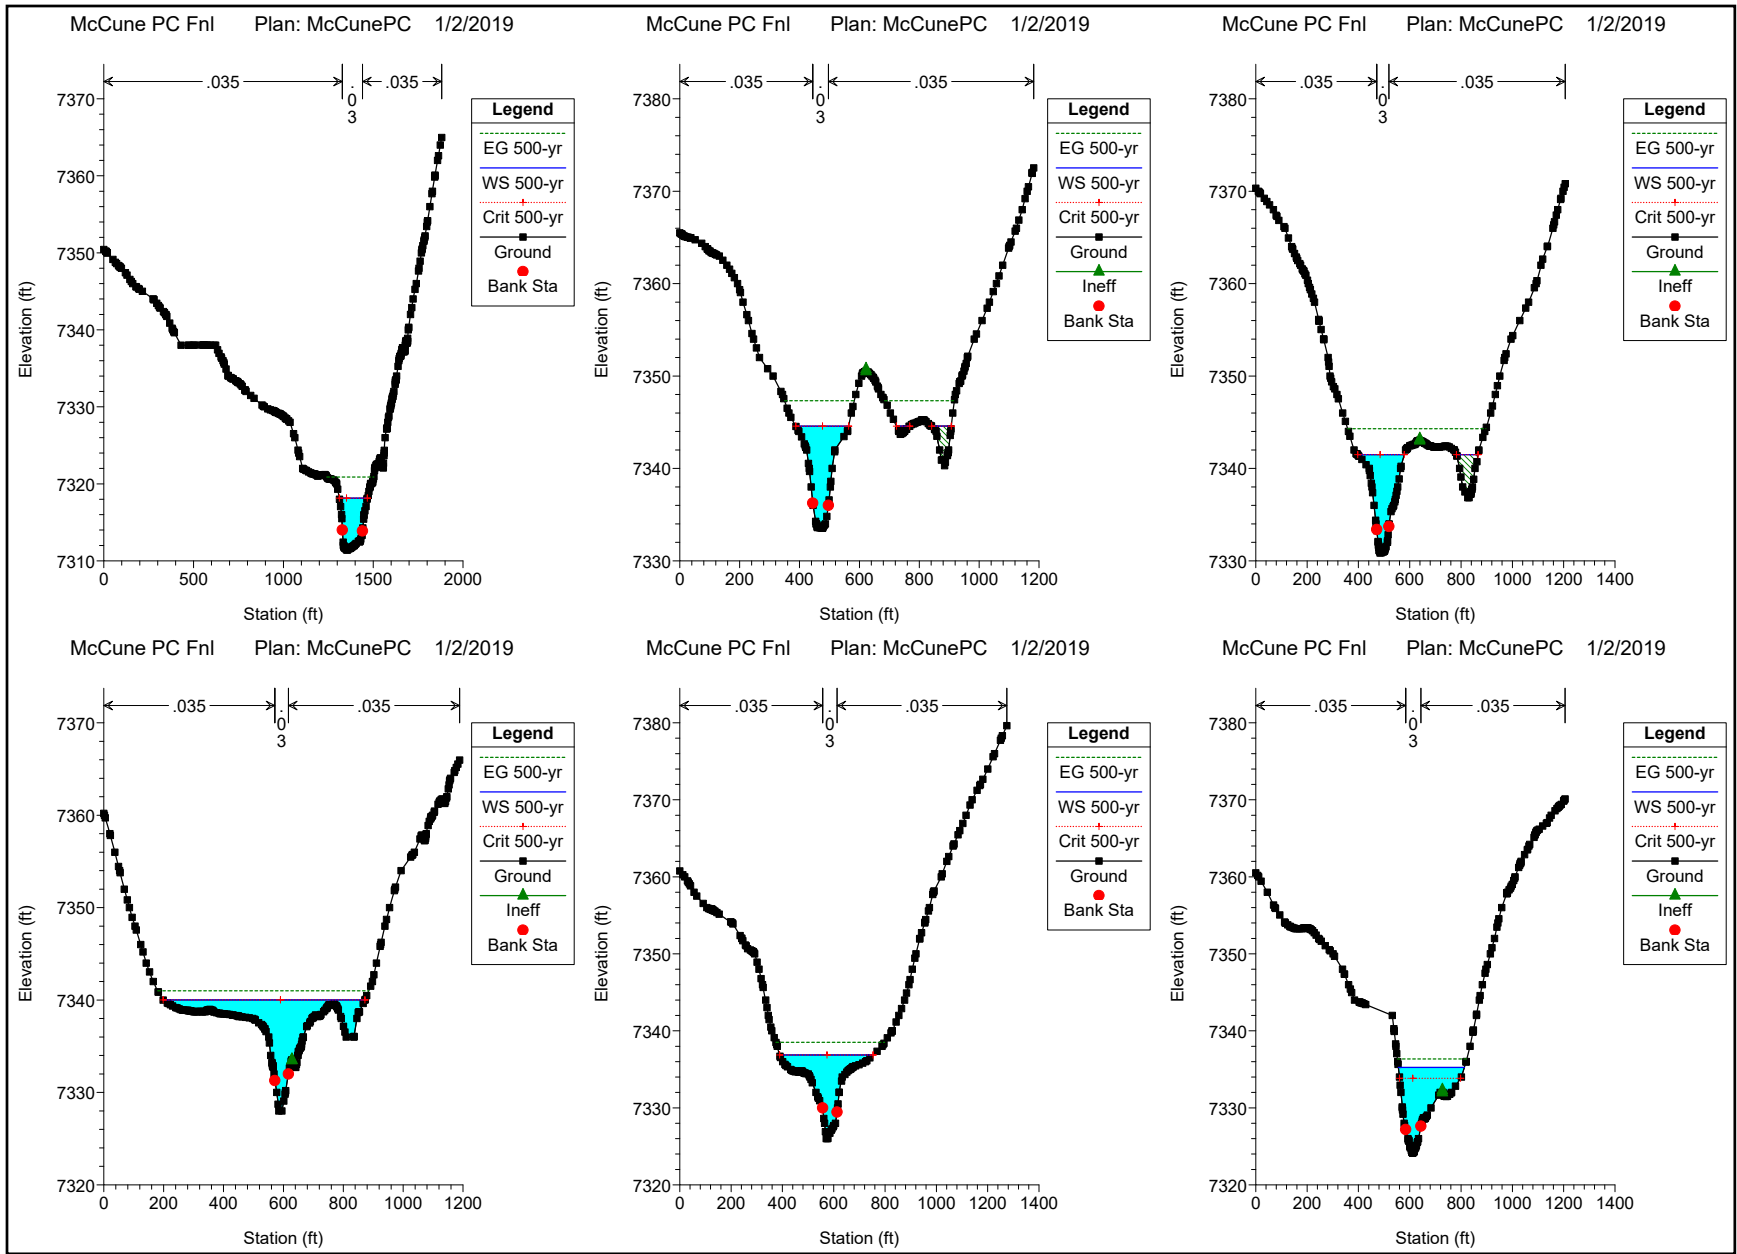 McCune PC Fnl Plan: McCunePC 1/2/2019
.035 .03 .035
7370
7360
7350
7340
7330
7320
7310
Elevation (ft)
0 500 1000 1500 2000
Station (ft)
Legend
EG 500-yr
WS 500-yr
Crit 500-yr
Ground
Bank Sta
McCune PC Fnl Plan: McCunePC 1/2/2019
.035 .03 .035
7380
7370
7360
7350
7340
7330
Elevation (ft)
0 200 400 600 800 1000 1200
Station (ft)
Legend
EG 500-yr
WS 500-yr
Crit 500-yr
Ground
Ineff
Bank Sta
McCune PC Fnl Plan: McCunePC 1/2/2019
.035 .03 .035
7380
7370
7360
7350
7340
7330
Elevation (ft)
0 200 400 600 800 1000 1200 1400
Station (ft)
Legend
EG 500-yr
WS 500-yr
Crit 500-yr
Ground
Ineff
Bank Sta
McCune PC Fnl Plan: McCunePC 1/2/2019
.035 .03 .035
7370
7360
7350
7340
7330
7320
Elevation (ft)
0 200 400 600 800 1000 1200
Station (ft)
Legend
EG 500-yr
WS 500-yr
Crit 500-yr
Ground
Ineff
Bank Sta
McCune PC Fnl Plan: McCunePC 1/2/2019
.035 .03 .035
7380
7370
7360
7350
7340
7330
7320
Elevation (ft)
0 200 400 600 800 1000 1200 1400
Station (ft)
Legend
EG 500-yr
WS 500-yr
Crit 500-yr
Ground
Bank Sta
McCune PC Fnl Plan: McCunePC 1/2/2019
.035 .03 .035
7380
7370
7360
7350
7340
7330
7320
Elevation (ft)
0 200 400 600 800 1000 1200 1400
Station (ft)
Legend
EG 500-yr
WS 500-yr
Crit 500-yr
Ground
Ineff
Bank Sta